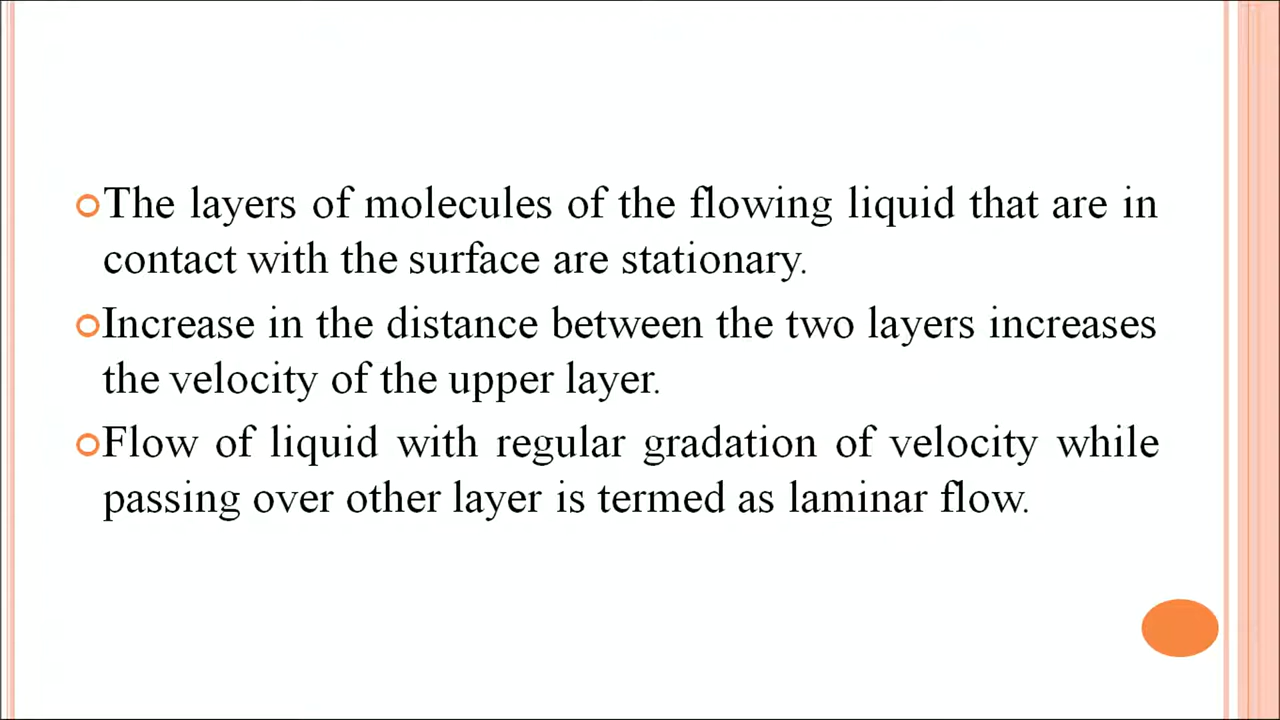 The layers of molecules of the flowing liquid that are in
contact with the surface are stationary.
Increase in the distance between the two layers increases
the velocity of the upper layer.
Flow of liquid with regular gradation of velocity while
passing over other layer is termed as laminar flow.